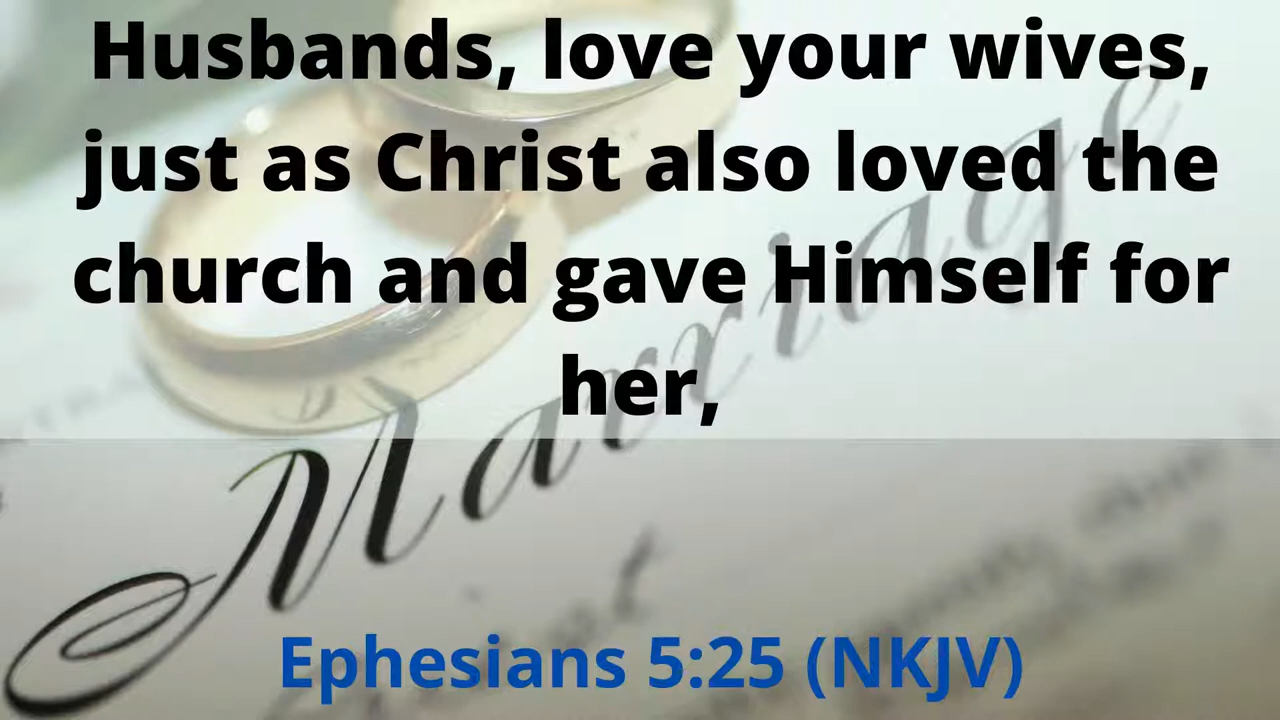 Husbands, love your wives,
just as Christ also loved the
church and gave Himself for
her,
Marriage
Ephesians 5:25 (NKJV)